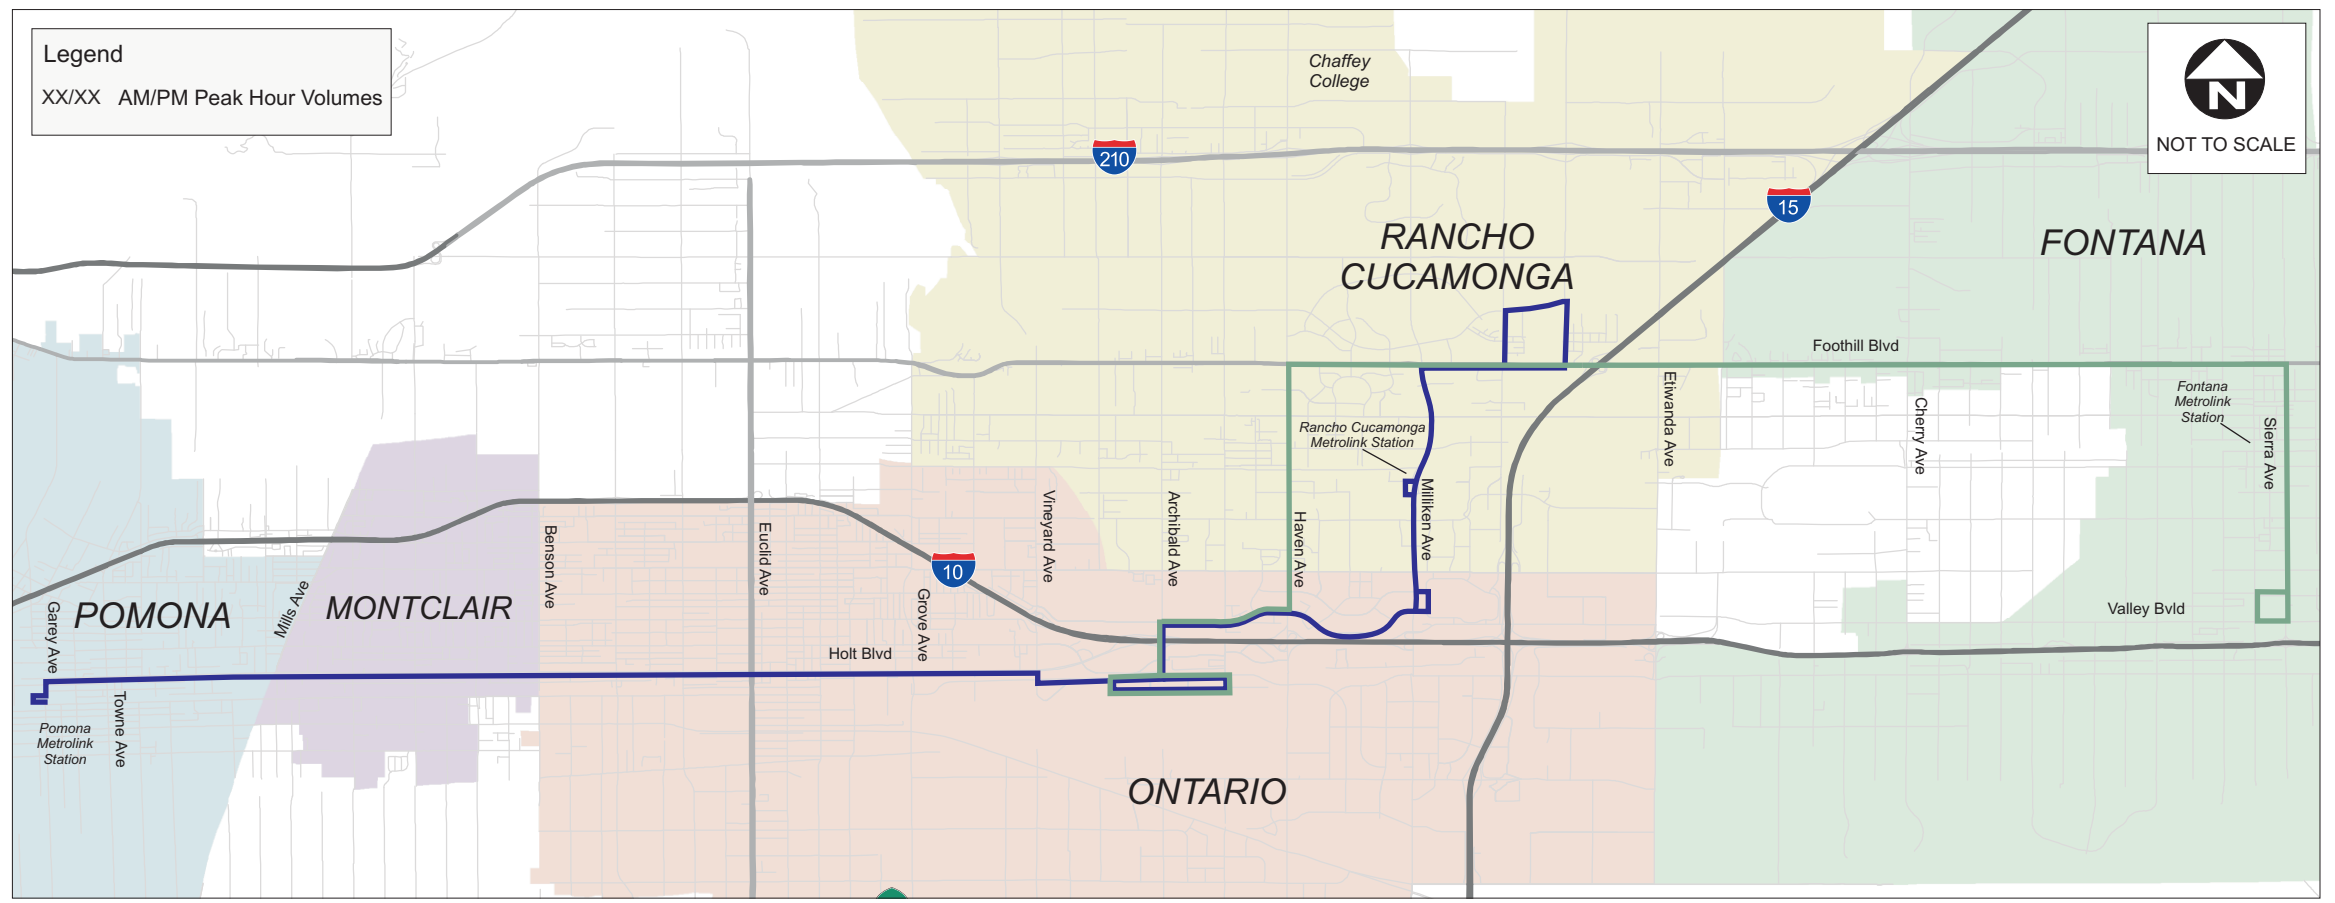 Legend
XX/XX AM/PM Peak Hour Volumes
Chaffey
College
N
NOT TO SCALE
210
15
RANCHO
CUCAMONGA
FONTANA
Foothill Blvd
Fontana
Metrolink
Station
Sierra Ave
Cherry Ave
Etiwanda Ave
Rancho Cucamonga
Metrolink Station
Milliken Ave
Haven Ave
Archibald Ave
Vineyard Ave
Euclid Ave
Benson Ave
10
Grove Ave
Mills Ave
Garey Ave
POMONA
MONTCLAIR
Valley Bvld
Holt Blvd
Towne Ave
Pomona
Metrolink
Station
ONTARIO